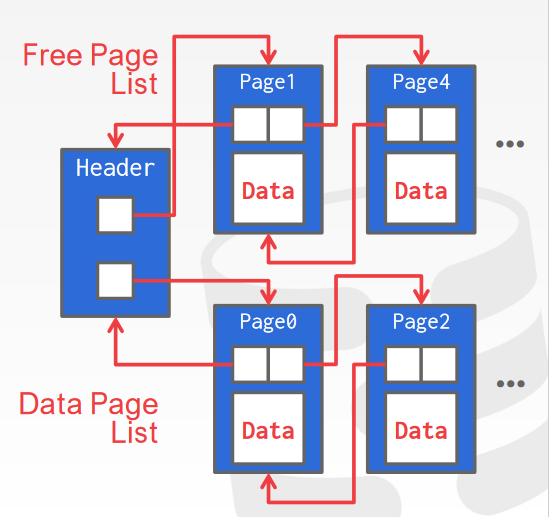 Free Page
List
Page1
Page4
Header
Data
Data
...
Page0
Page2
Data Page
List
Data
Data
...